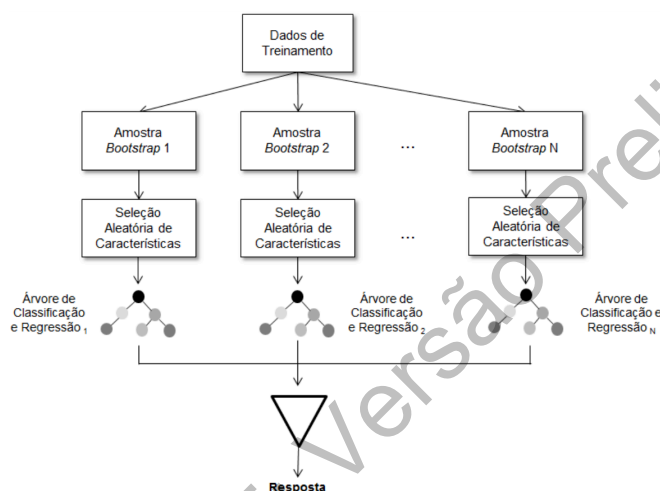 Dados de
Treinamento
Amostra
Bootstrap 1
Amostra
Bootstrap 2
...
Amostra
Bootstrap N
Seleção
Aleatória de
Características
Seleção
Aleatória de
Características
...
Seleção
Aleatória de
Características
Árvore de
Classificação
e Regressão 1
Árvore de
Classificação
e Regressão 2
Árvore de
Classificação e
Regressão N
Resposta
Versão Preli